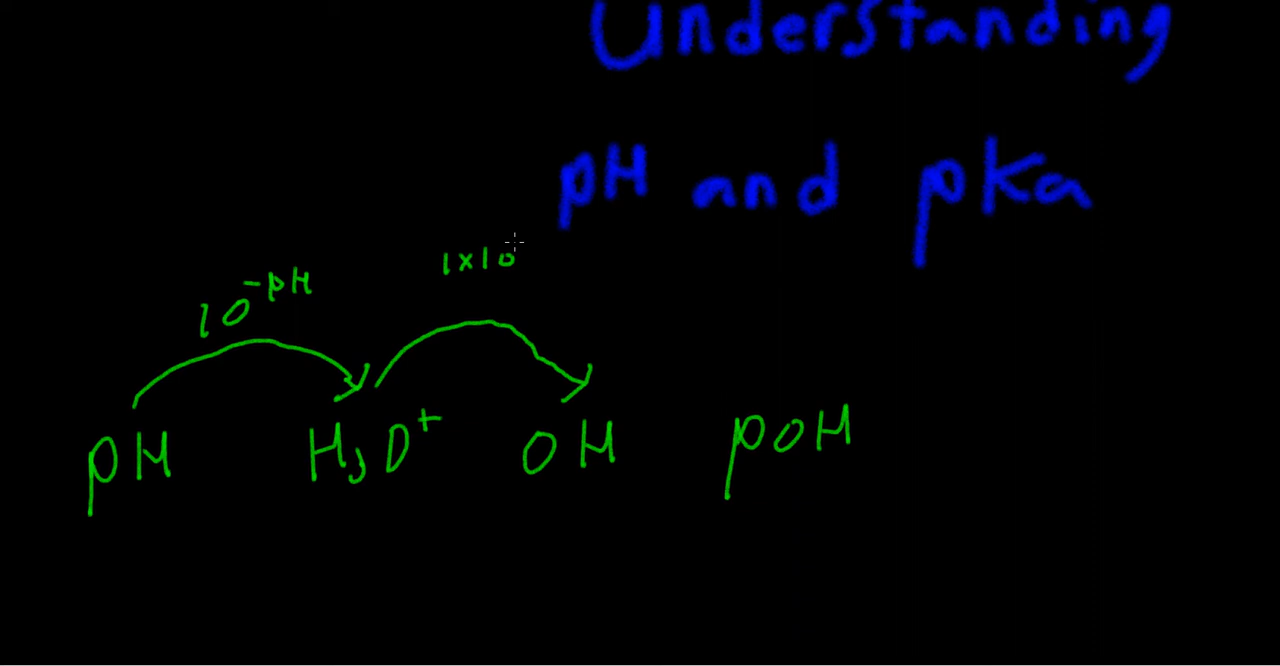 Understanding
pH and pKa
10^-pH
1x10
pH H3O+ OH pOH